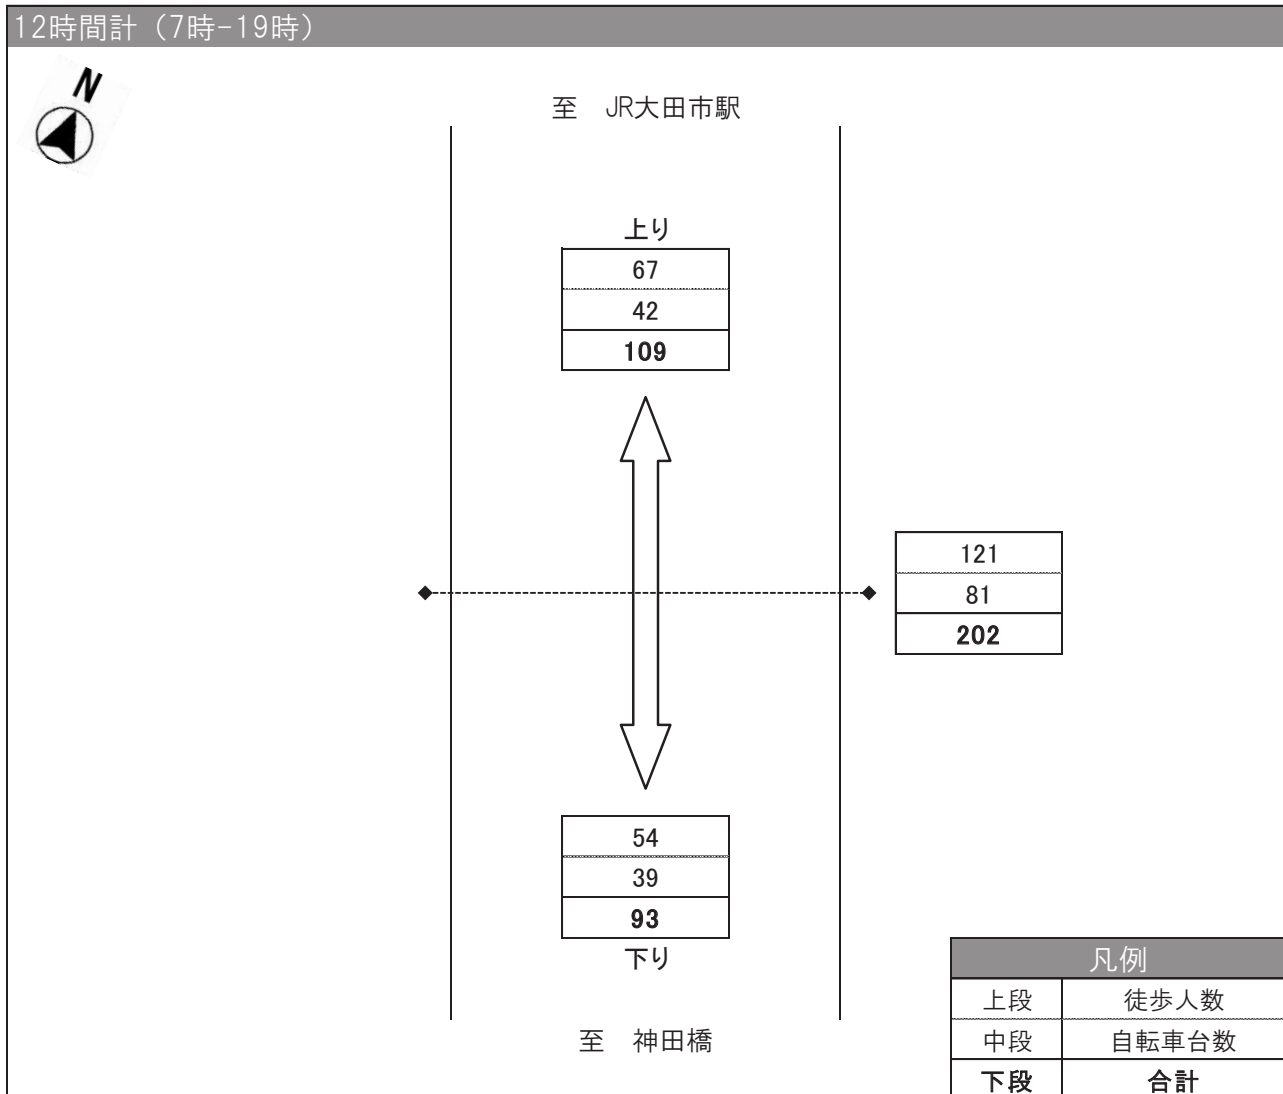 12時間計（7時-19時）
N
至　JR大田市駅
上り
67
42
109
121
81
202
54
39
93
下り
至　神田橋
凡例
上段　徒歩人数
中段　自転車台数
下段　合計